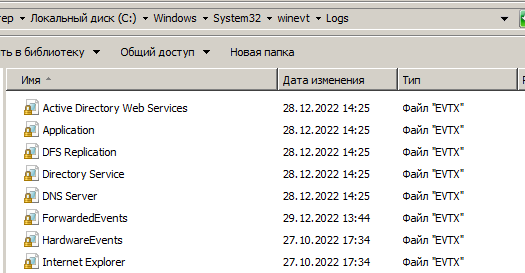 тер ▾ Локальный диск (C:) ▾ Windows ▾ System32 ▾ winevt ▾ Logs
ть в библиотеку ▾ Общий доступ ▾ Новая папка
Имя Дата изменения Тип
Active Directory Web Services 28.12.2022 14:25 Файл "EVTX"
Application 28.12.2022 14:25 Файл "EVTX"
DFS Replication 28.12.2022 14:25 Файл "EVTX"
Directory Service 28.12.2022 14:25 Файл "EVTX"
DNS Server 28.12.2022 14:25 Файл "EVTX"
ForwardedEvents 29.12.2022 13:44 Файл "EVTX"
HardwareEvents 27.10.2022 17:34 Файл "EVTX"
Internet Explorer 27.10.2022 17:34 Файл "EVTX"